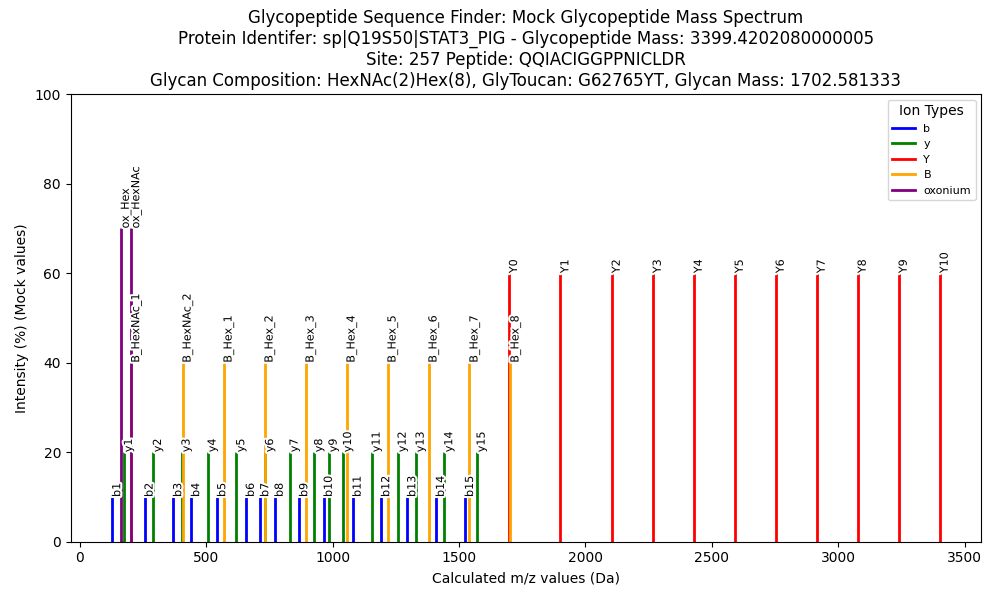 Glycopeptide Sequence Finder: Mock Glycopeptide Mass Spectrum
Protein Identifer: sp|Q19S50|STAT3_PIG - Glycopeptide Mass: 3399.4202080000005
Site: 257 Peptide: QQIACIGGPPNICLDR
Glycan Composition: HexNAc(2)Hex(8), GlyToucan: G62765YT, Glycan Mass: 1702.581333
Intensity (%) (Mock values)
100
80
60
40
20
0
Ion Types
b
y
Y
B
oxonium
ox_Hex
ox_HexNAc
Y0
Y1
Y2
Y3
Y4
Y5
Y6
Y7
Y8
Y9
Y10
B_HexNAc_1
B_HexNAc_2
B_Hex_1
B_Hex_2
B_Hex_3
B_Hex_4
B_Hex_5
B_Hex_6
B_Hex_7
B_Hex_8
y1
y2
y3
y4
y5
y6
y7
y8
y9
y10
y11
y12
y13
y14
y15
b1
b2
b3
b4
b5
b6
b7
b8
b9
b10
b11
b12
b13
b14
b15
0
500
1000
1500
2000
2500
3000
3500
Calculated m/z values (Da)